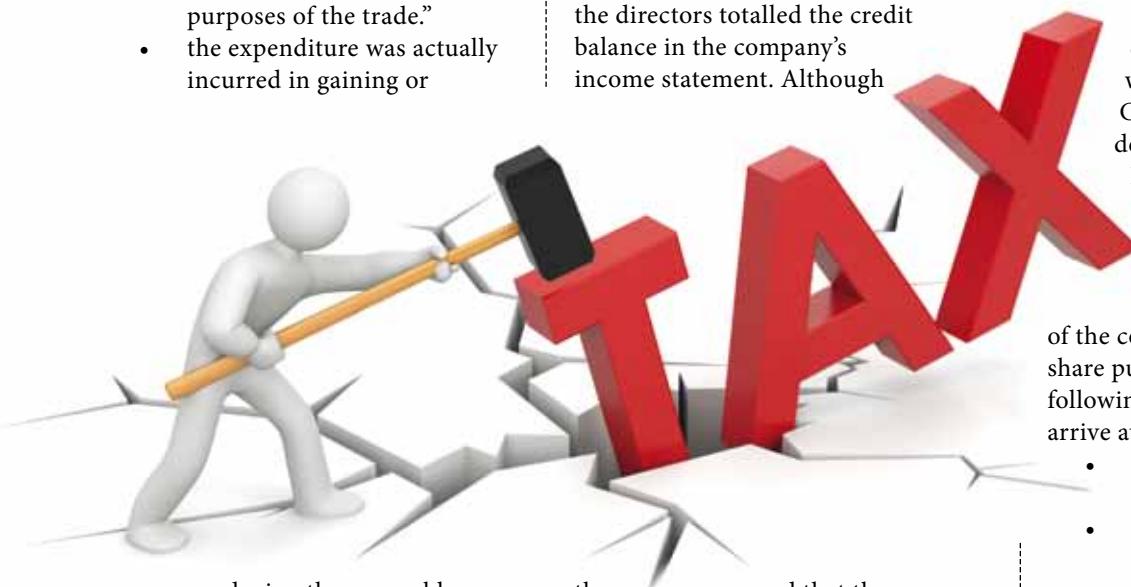 purposes of the trade.”
• the expenditure was actually
incurred in gaining or
the directors totalled the credit
balance in the company’s
income statement. Although
TAX
w
C
de
of the co
share pu
followin
arrive a
•
•